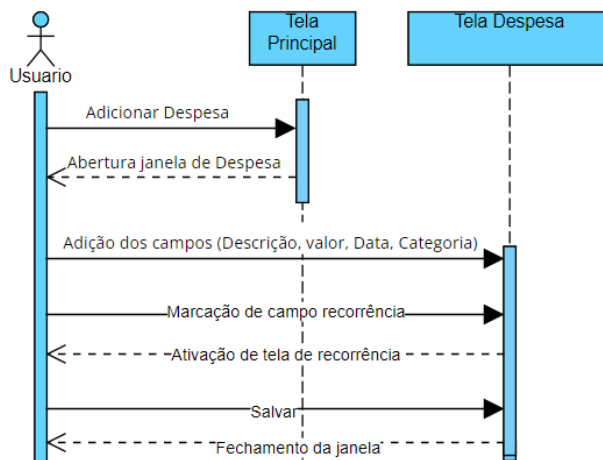 Tela
Principal
Tela Despesa
Usuario
Adicionar Despesa
Abertura janela de Despesa
Adição dos campos (Descrição, valor, Data, Categoria)
Marcação de campo recorrência
Ativação de tela de recorrência
Salvar
Fechamento da janela